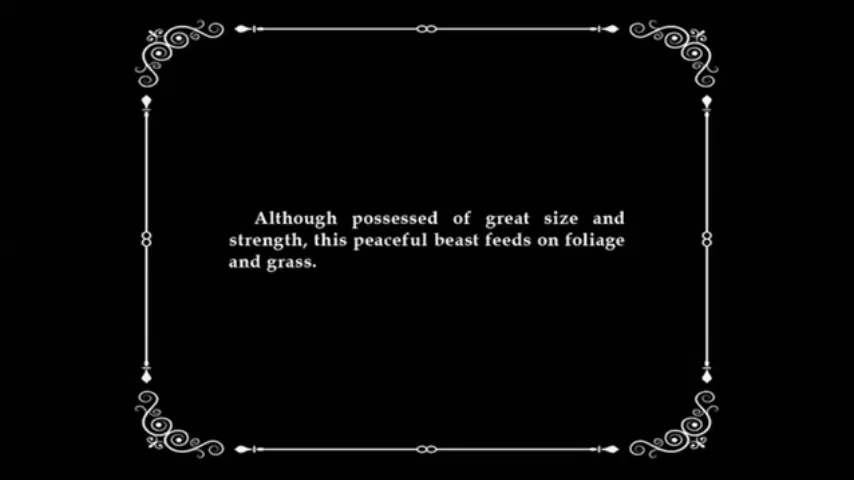 Although possessed of great size and
strength, this peaceful beast feeds on foliage
and grass.